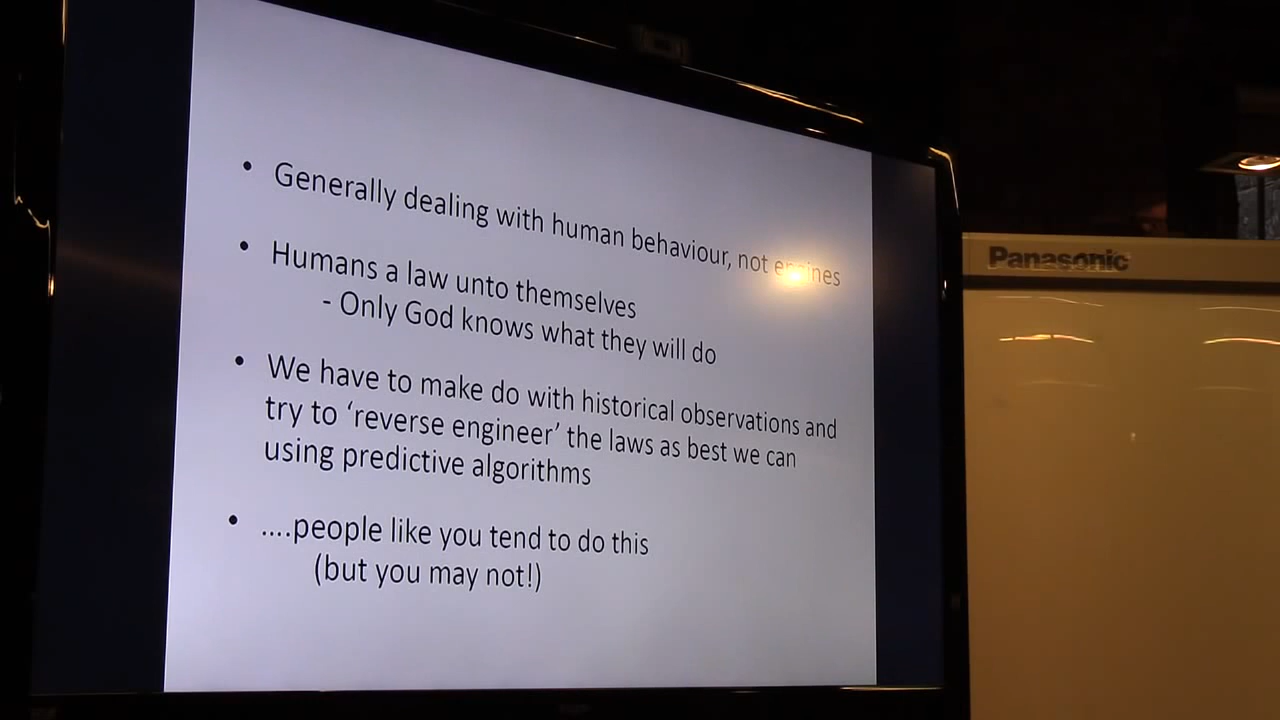 • Generally dealing with human behaviour, not engines
• Humans a law unto themselves
- Only God knows what they will do
• We have to make do with historical observations and
try to ‘reverse engineer’ the laws as best we can
using predictive algorithms
• ....people like you tend to do this
(but you may not!)
Panasonic